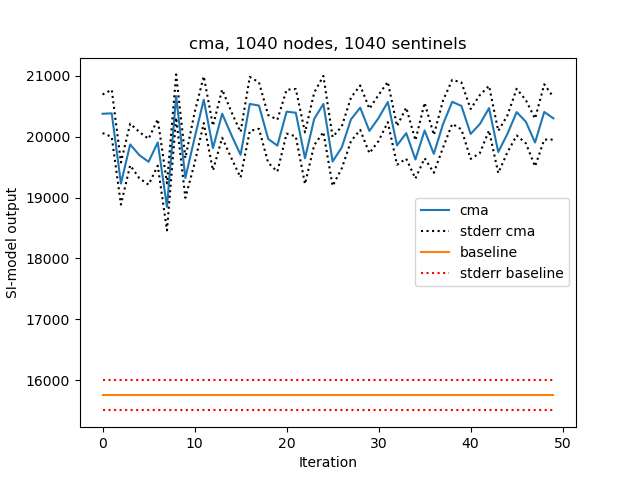 cma, 1040 nodes, 1040 sentinels
SI-model output
21000
20000
19000
18000
17000
16000
cma
stderr cma
baseline
stderr baseline
0 10 20 30 40 50
Iteration